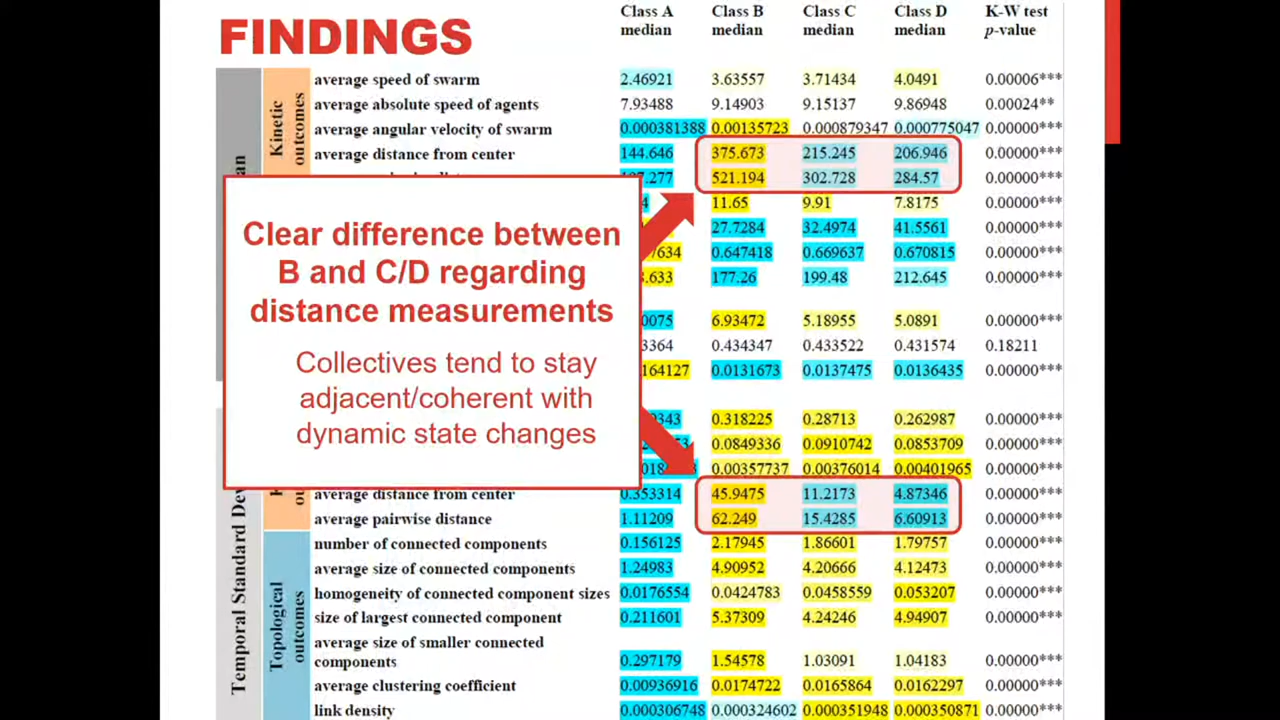 FINDINGS
Class A median Class B median Class C median Class D median K-W test p-value
Kinetic outcomes
average speed of swarm 2.46921 3.63557 3.71434 4.0491 0.00006***
average absolute speed of agents 7.93488 9.14903 9.15137 9.86948 0.00024**
average angular velocity of swarm 0.000381388 0.00135723 0.000879347 0.000775047 0.00000***
average distance from center 144.646 375.673 215.245 206.946 0.00000***
.277 521.194 302.728 284.57 0.00000***
4 11.65 9.91 7.8175 0.00000***
27.7284 32.4974 41.5561 0.00000***
7634 0.647418 0.669637 0.670815 0.00000***
.633 177.26 199.48 212.645 0.00000***
0075 6.93472 5.18955 5.0891 0.00000***
3364 0.434347 0.433522 0.431574 0.18211
164127 0.0131673 0.0137475 0.0136435 0.00000***
Clear difference between
B and C/D regarding
distance measurements
Collectives tend to stay
adjacent/coherent with
dynamic state changes
Temporal Standard Dev
9343 0.318225 0.28713 0.262987 0.00000***
0.0849336 0.0910742 0.0853709 0.00000***
0.00357737 0.00376014 0.00401965 0.00000***
average distance from center 0.353314 45.9475 11.2173 4.87346 0.00000***
average pairwise distance 1.11209 62.249 15.4285 6.60913 0.00000***
Topological outcomes
number of connected components 0.156125 2.17945 1.86601 1.79757 0.00000***
average size of connected components 1.24983 4.90952 4.20666 4.12473 0.00000***
homogeneity of connected component sizes 0.0176554 0.0424783 0.0458559 0.053207 0.00000***
size of largest connected component 0.211601 5.37309 4.24246 4.94907 0.00000***
average size of smaller connected
components 0.297179 1.54578 1.03091 1.04183 0.00000***
average clustering coefficient 0.00936916 0.0174722 0.0165864 0.0162297 0.00000***
link density 0.000306748 0.000324602 0.000351948 0.000350871 0.00000***